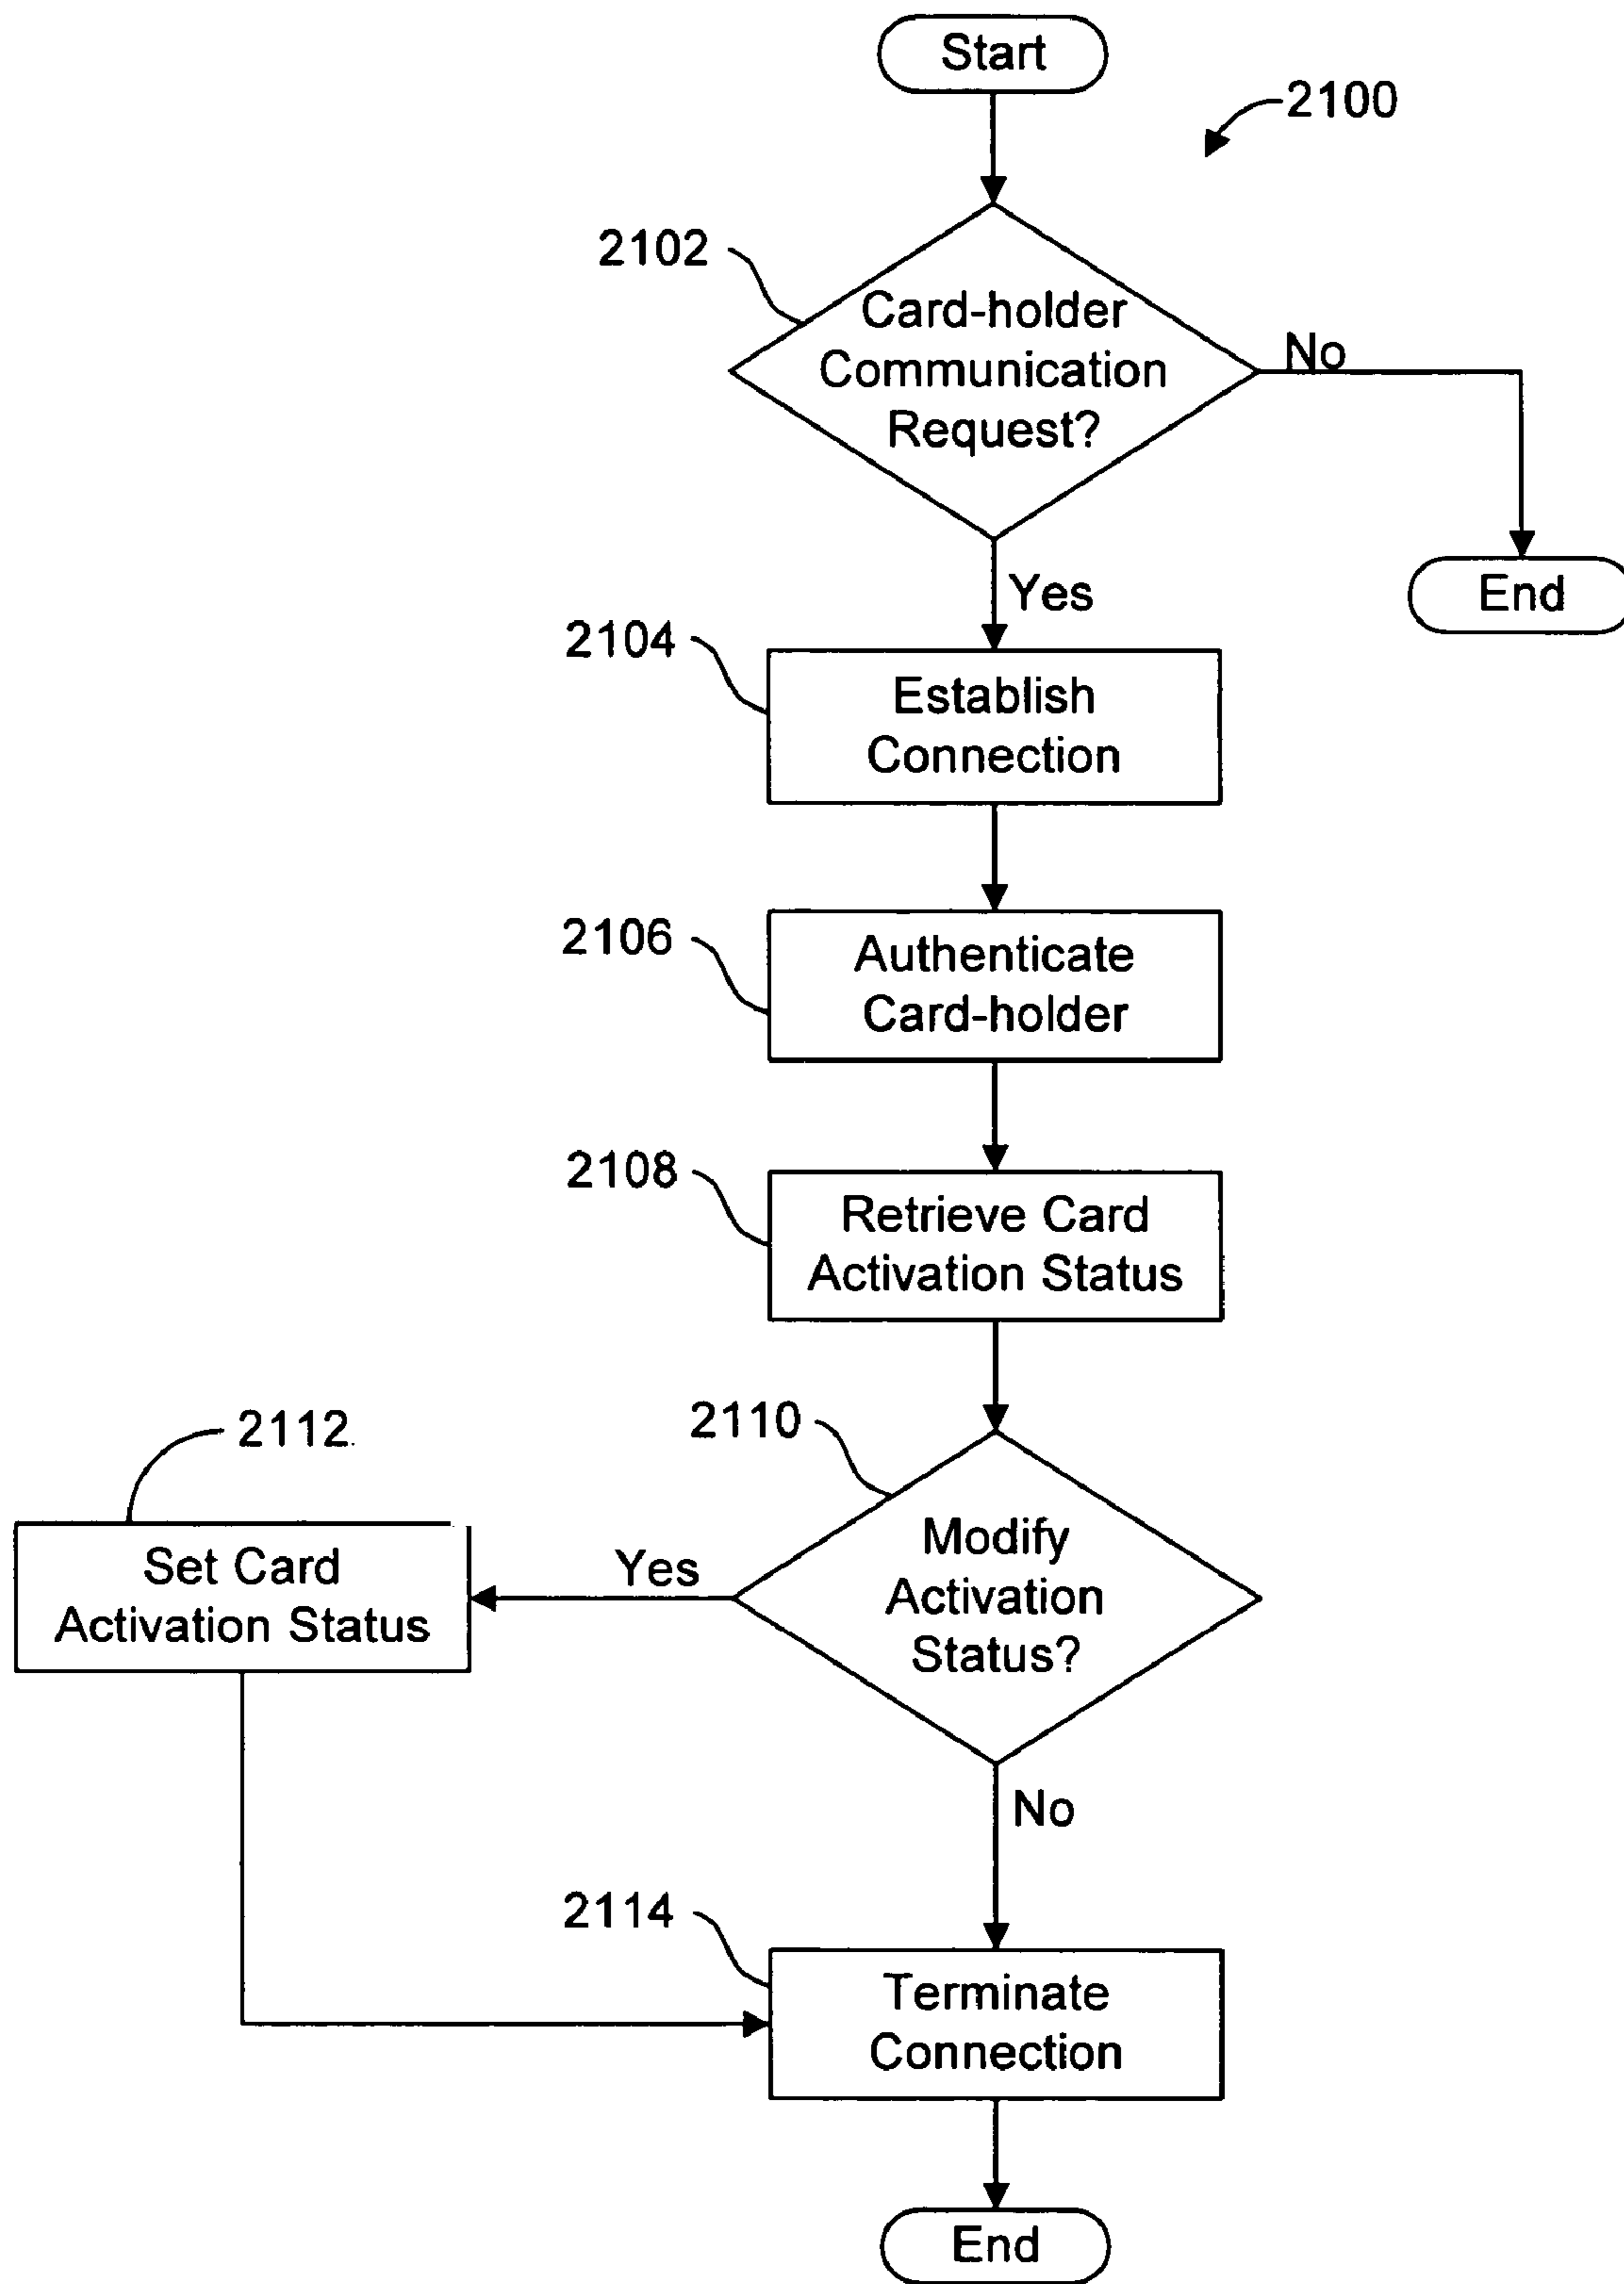 Start
2100
2102
Card-holder
Communication
Request?
No
End
Yes
2104
Establish
Connection
2106
Authenticate
Card-holder
2108
Retrieve Card
Activation Status
2110
2112
Modify
Activation
Status?
Yes
Set Card
Activation Status
No
2114
Terminate
Connection
End